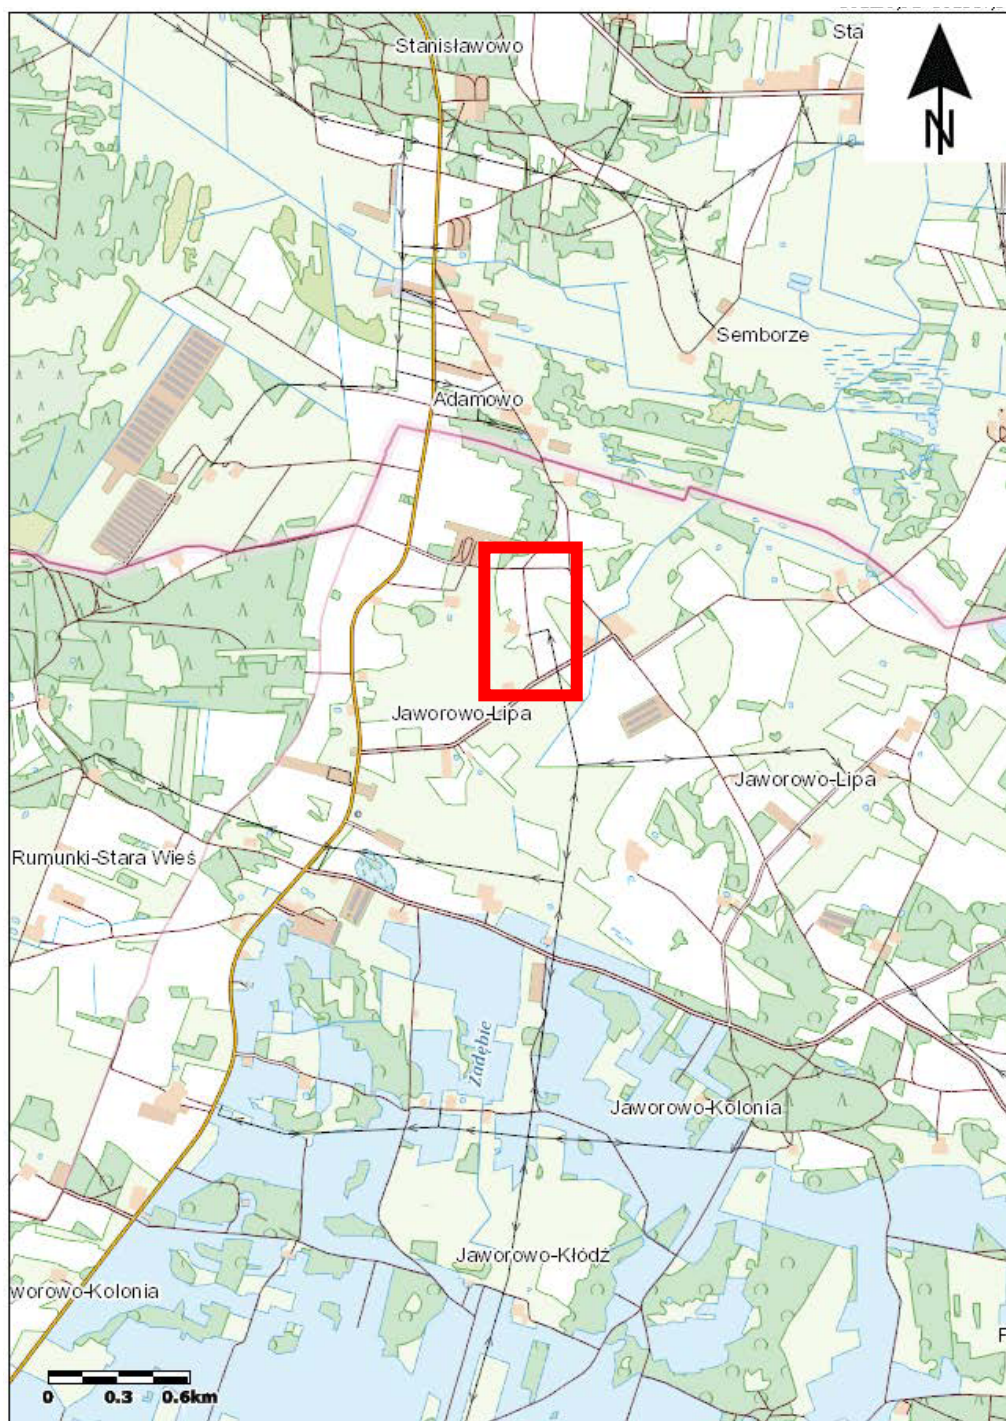 Stanisławowo
Sta
N
Semborze
Adamowo
Jaworowo-Lipa
Jaworowo-Lipa
Rumunki-Stara Wieś
Zadębie
Jaworowo-Kolonia
Jaworowo-Kłódź
worowo-Kolonia
F
0 0.3 0.6km